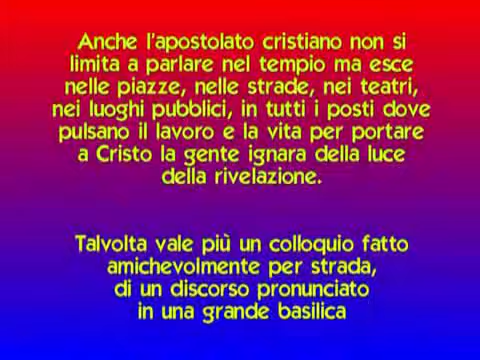 Anche l'apostolato cristiano non si
limita a parlare nel tempio ma esce
nelle piazze, nelle strade, nei teatri,
nei luoghi pubblici, in tutti i posti dove
pulsano il lavoro e la vita per portare
a Cristo la gente ignara della luce
della rivelazione.
Talvolta vale più un colloquio fatto
amichevolmente per strada,
di un discorso pronunciato
in una grande basilica